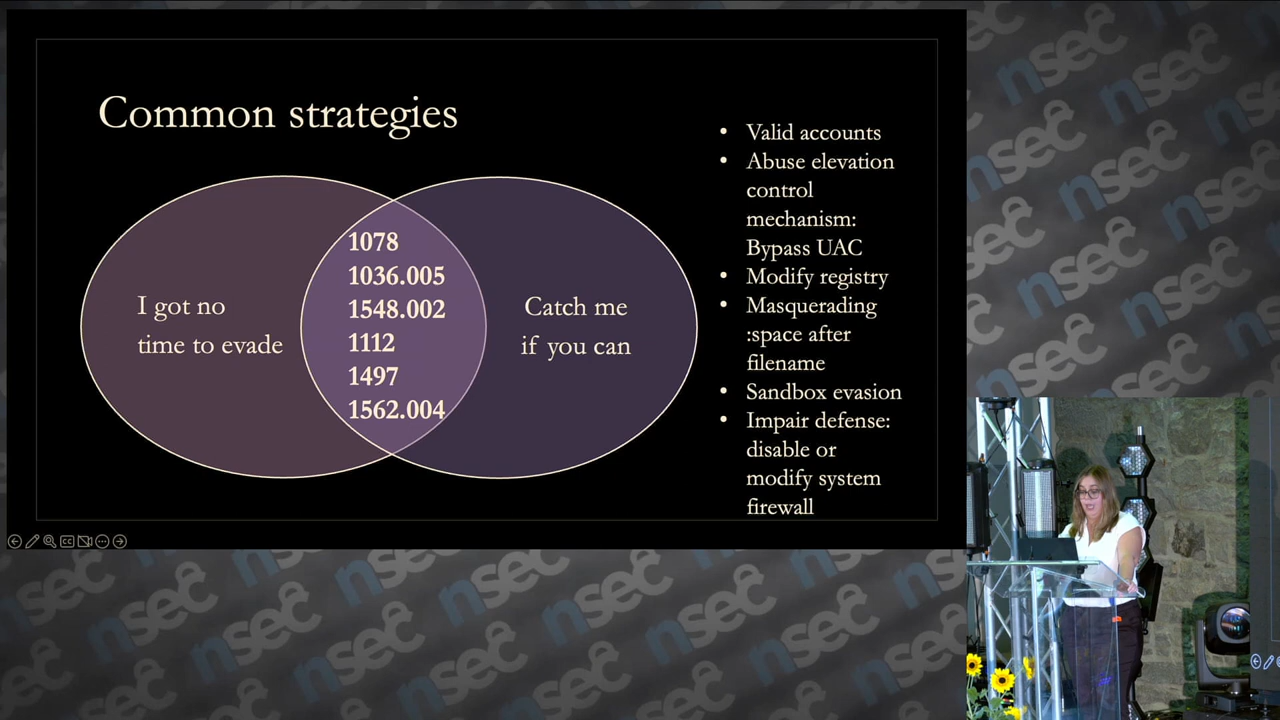 Common strategies
I got no
time to evade
1078
1036.005
1548.002
1112
1497
1562.004
Catch me
if you can
• Valid accounts
• Abuse elevation
control
mechanism:
Bypass UAC
• Modify registry
• Masquerading
:space after
filename
• Sandbox evasion
• Impair defense:
disable or
modify system
firewall
nsec